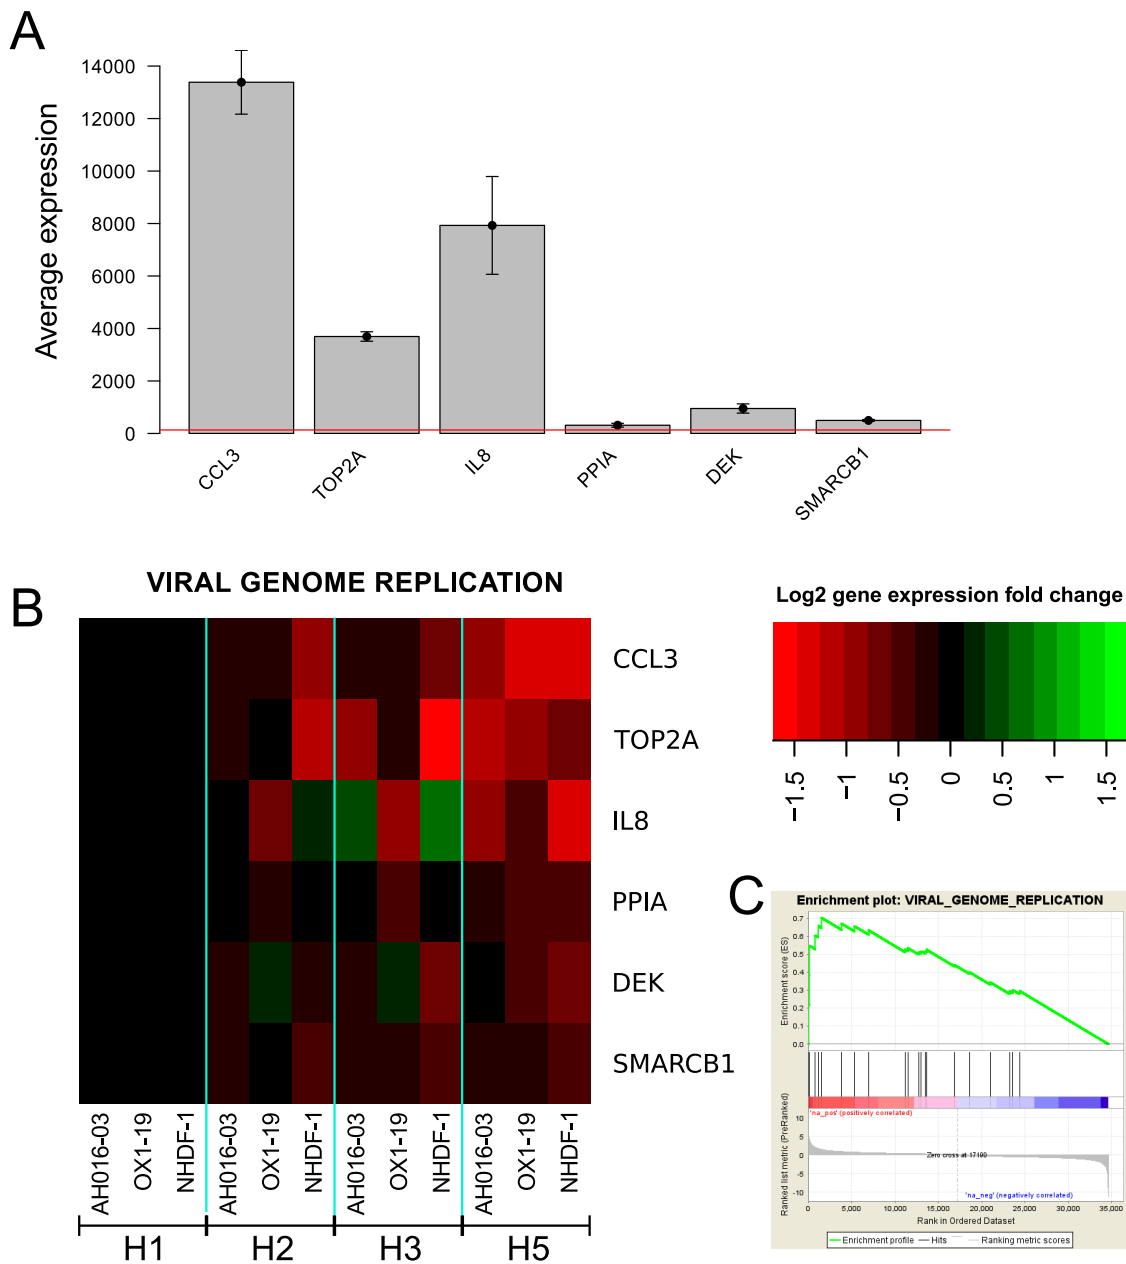 A
Average expression
14000
12000
10000
8000
6000
4000
2000
0
CCL3
TOP2A
IL8
PPIA
DEK
SMARCB1
B
VIRAL GENOME REPLICATION
CCL3
TOP2A
IL8
PPIA
DEK
SMARCB1
AH016-03
OX1-19
NHDF-1
AH016-03
OX1-19
NHDF-1
AH016-03
OX1-19
NHDF-1
AH016-03
OX1-19
NHDF-1
H1
H2
H3
H5
Log2 gene expression fold change
−1.5
−1
−0.5
0
0.5
1
1.5
C
Enrichment plot: VIRAL_GENOME_REPLICATION
Enrichment score (ES)
0.7
0.6
0.5
0.4
0.3
0.2
0.1
0.0
'na_pos' (positively correlated)
Ranked list metric (PreRanked)
10
5
0
-5
-10
Zero cross at 17190
'na_neg' (negatively correlated)
0
5,000
10,000
15,000
20,000
25,000
30,000
35,000
Rank in Ordered Dataset
Enrichment profile
Hits
Ranking metric scores